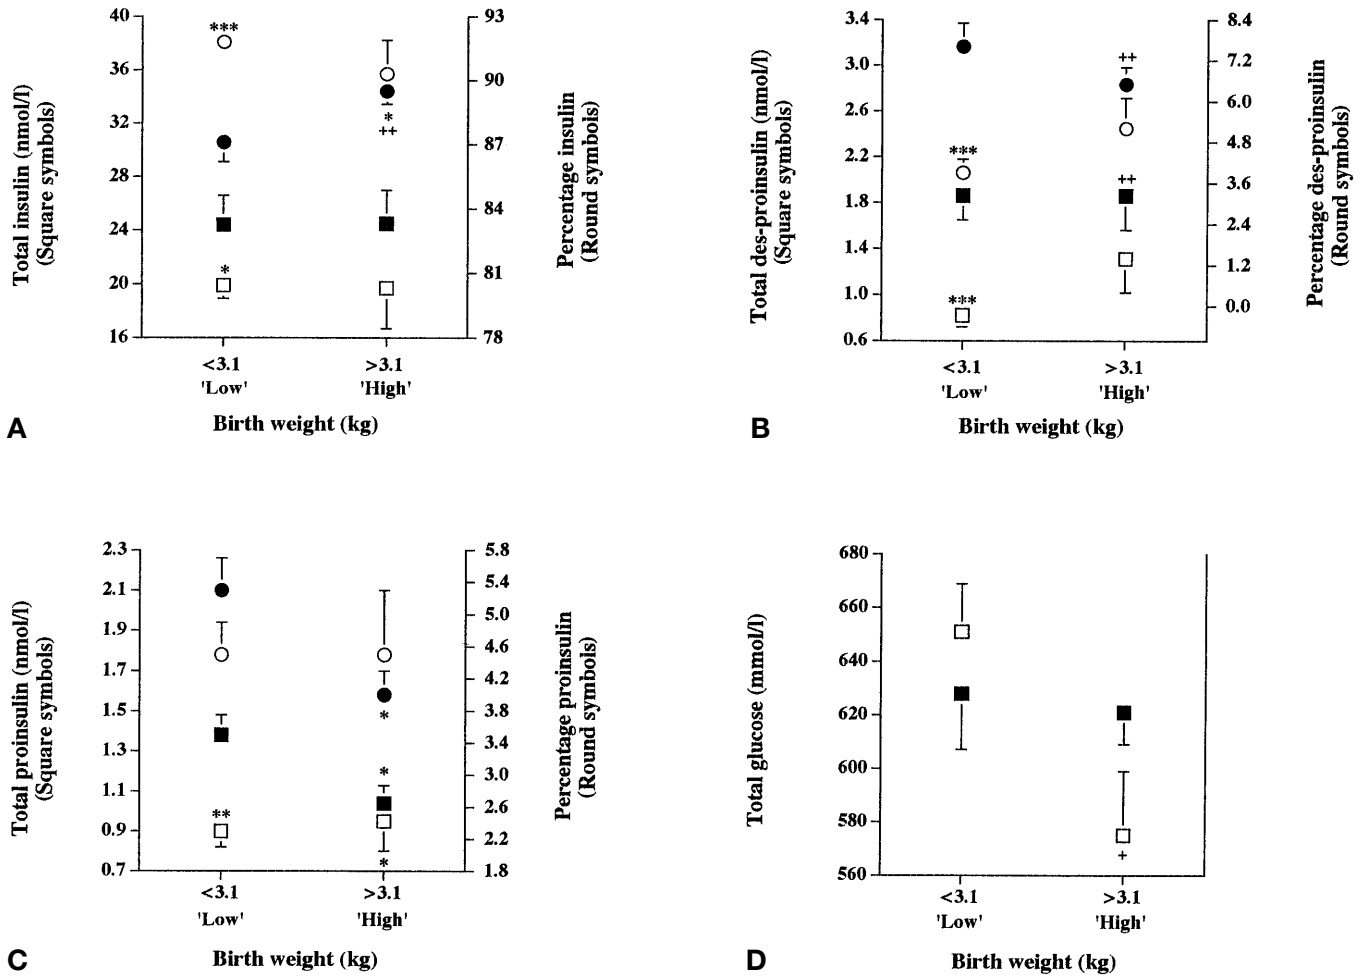 40
36
32
28
24
20
16
93
90
87
84
81
78
Total insulin (nmol/l)
(Square symbols)
Percentage insulin
(Round symbols)
***
*
*
++
<3.1
'Low'
>3.1
'High'
Birth weight (kg)
A
3.4
3.0
2.6
2.2
1.8
1.4
1.0
0.6
8.4
7.2
6.0
4.8
3.6
2.4
1.2
0.0
Total des-proinsulin (nmol/l)
(Square symbols)
Percentage des-proinsulin
(Round symbols)
***
***
++
++
<3.1
'Low'
>3.1
'High'
Birth weight (kg)
B
2.3
2.1
1.9
1.7
1.5
1.3
1.1
0.9
0.7
5.8
5.4
5.0
4.6
4.2
3.8
3.4
3.0
2.6
2.2
1.8
Total proinsulin (nmol/l)
(Square symbols)
Percentage proinsulin
(Round symbols)
**
*
*
*
<3.1
'Low'
>3.1
'High'
Birth weight (kg)
C
680
660
640
620
600
580
560
Total glucose (mmol/l)
+
<3.1
'Low'
>3.1
'High'
Birth weight (kg)
D